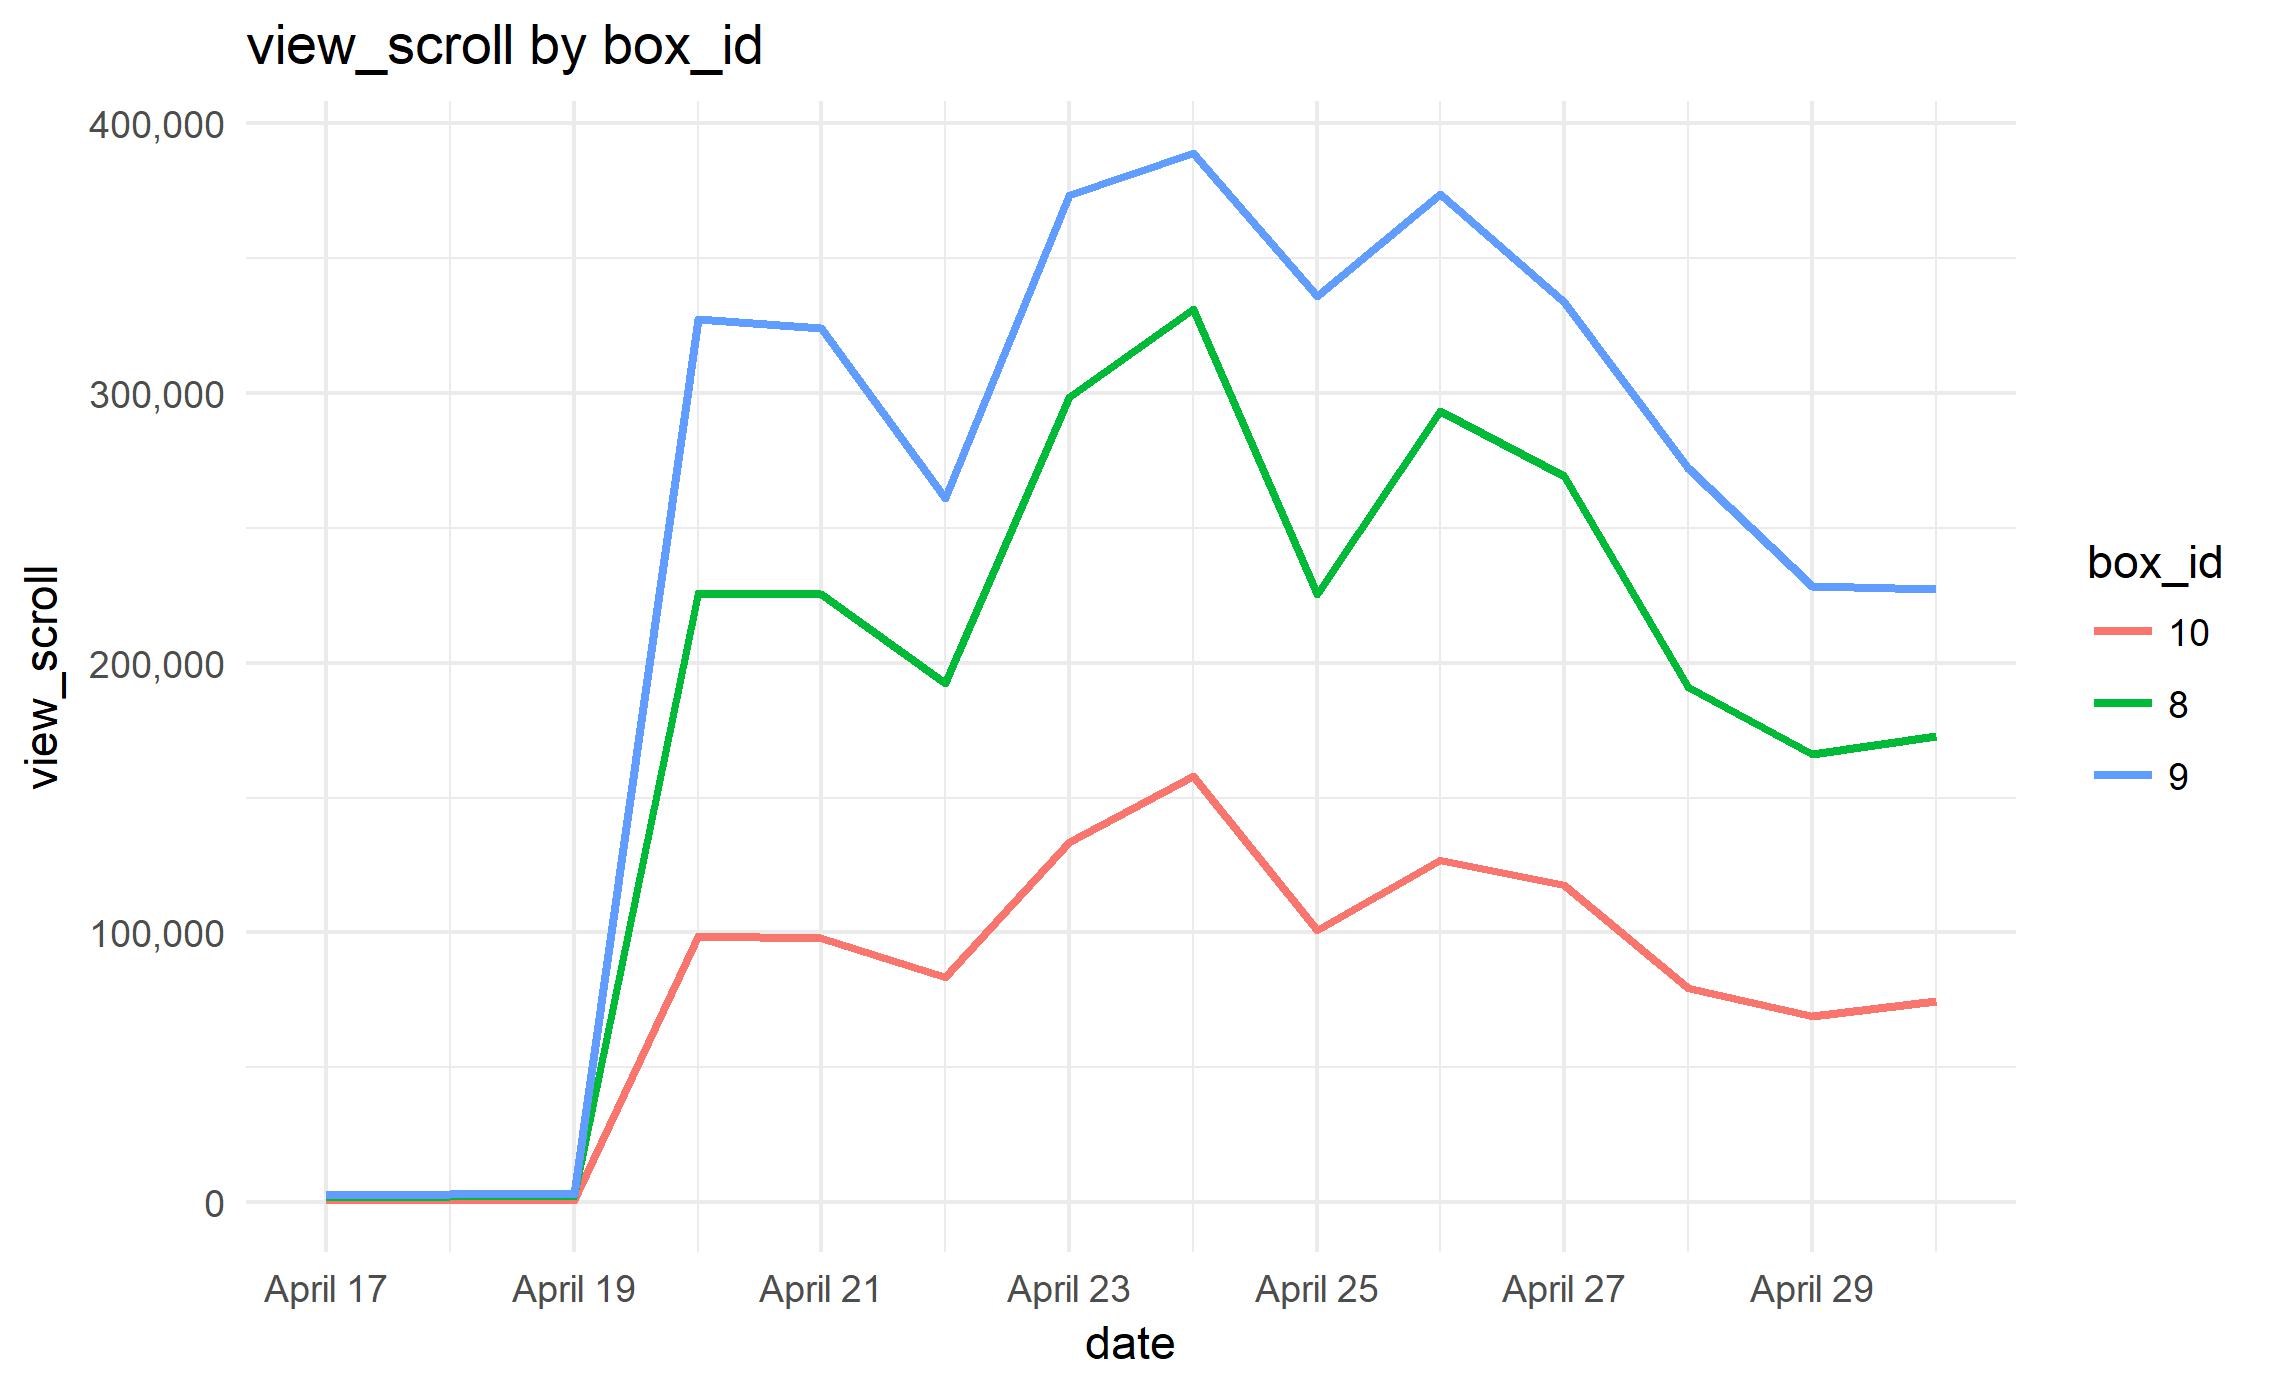 view_scroll by box_id
view_scroll
400,000
300,000
200,000
100,000
0
April 17
April 19
April 21
April 23
April 25
April 27
April 29
date
box_id
10
8
9